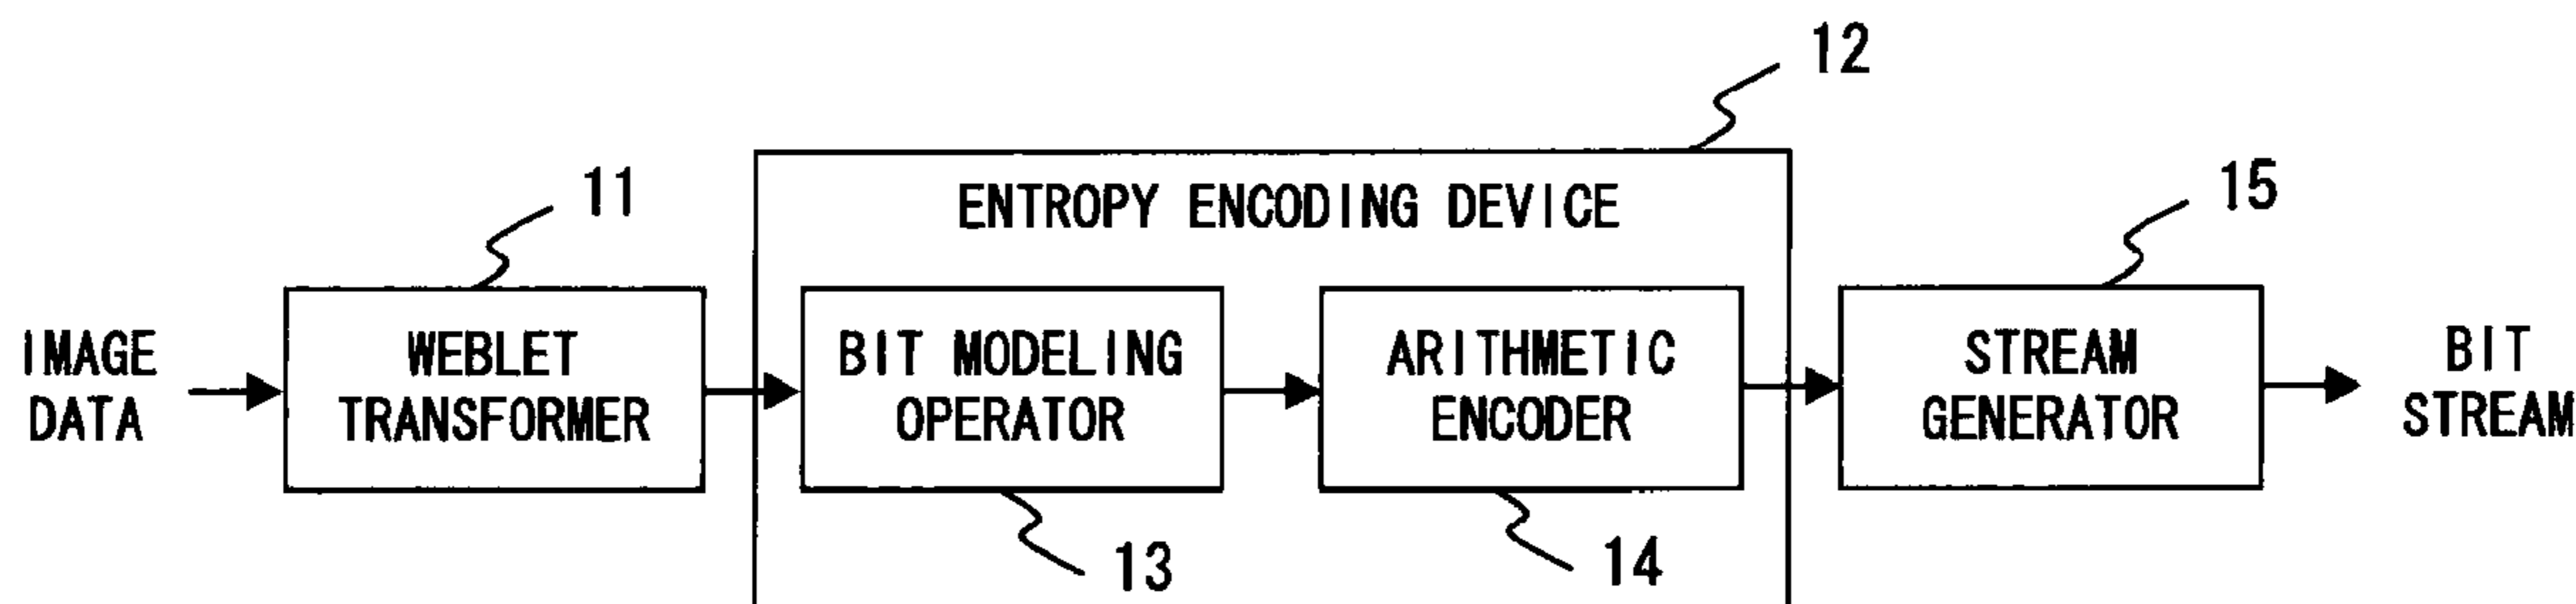 12
11
ENTROPY ENCODING DEVICE
15
IMAGE
DATA
WEBLET
TRANSFORMER
BIT MODELING
OPERATOR
ARITHMETIC
ENCODER
STREAM
GENERATOR
BIT
STREAM
13
14